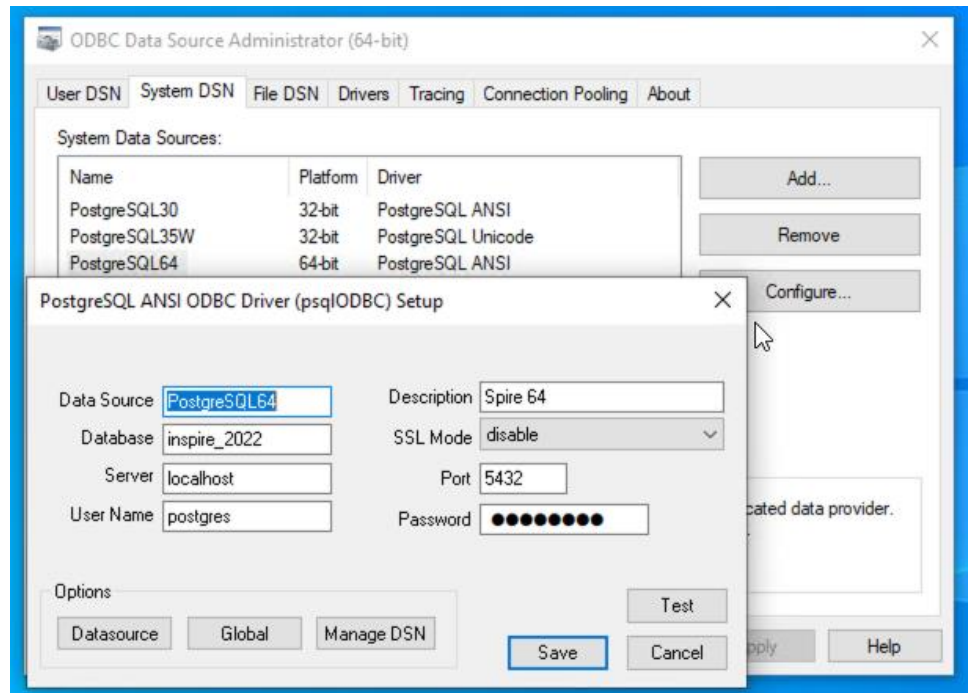 ODBC Data Source Administrator (64-bit)
User DSN System DSN File DSN Drivers Tracing Connection Pooling About
System Data Sources:
Name Platform Driver
PostgreSQL30 32-bit PostgreSQL ANSI
PostgreSQL35W 32-bit PostgreSQL Unicode
PostgreSQL64 64-bit PostgreSQL ANSI
Add...
Remove
Configure...
PostgreSQL ANSI ODBC Driver (psqlODBC) Setup
Data Source PostgreSQL64 Description Spire 64
Database inspire_2022 SSL Mode disable
Server localhost Port 5432
User Name postgres Password ●●●●●●●●
cated data provider.
Options
Datasource Global Manage DSN
Test
Save Cancel
Help